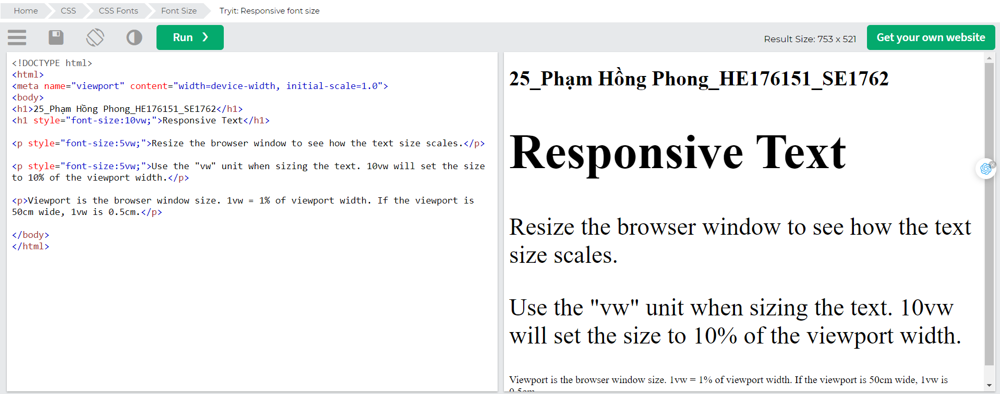 Home CSS CSS Fonts Font Size Tryit: Responsive font size
Run ❯ Result Size: 753 x 521 Get your own website
<!DOCTYPE html>
<html>
<meta name="viewport" content="width=device-width, initial-scale=1.0">
<body>
<h1>25_Phạm Hồng Phong_HE176151_SE1762</h1>
<h1 style="font-size:10vw;">Responsive Text</h1>
<p style="font-size:5vw;">Resize the browser window to see how the text size scales.</p>
<p style="font-size:5vw;">Use the "vw" unit when sizing the text. 10vw will set the size
to 10% of the viewport width.</p>
<p>Viewport is the browser window size. 1vw = 1% of viewport width. If the viewport is
50cm wide, 1vw is 0.5cm.</p>
</body>
</html>
25_Phạm Hồng Phong_HE176151_SE1762
Responsive Text
Resize the browser window to see how the text
size scales.
Use the "vw" unit when sizing the text. 10vw
will set the size to 10% of the viewport width.
Viewport is the browser window size. 1vw = 1% of viewport width. If the viewport is 50cm wide, 1vw is
0.5cm.